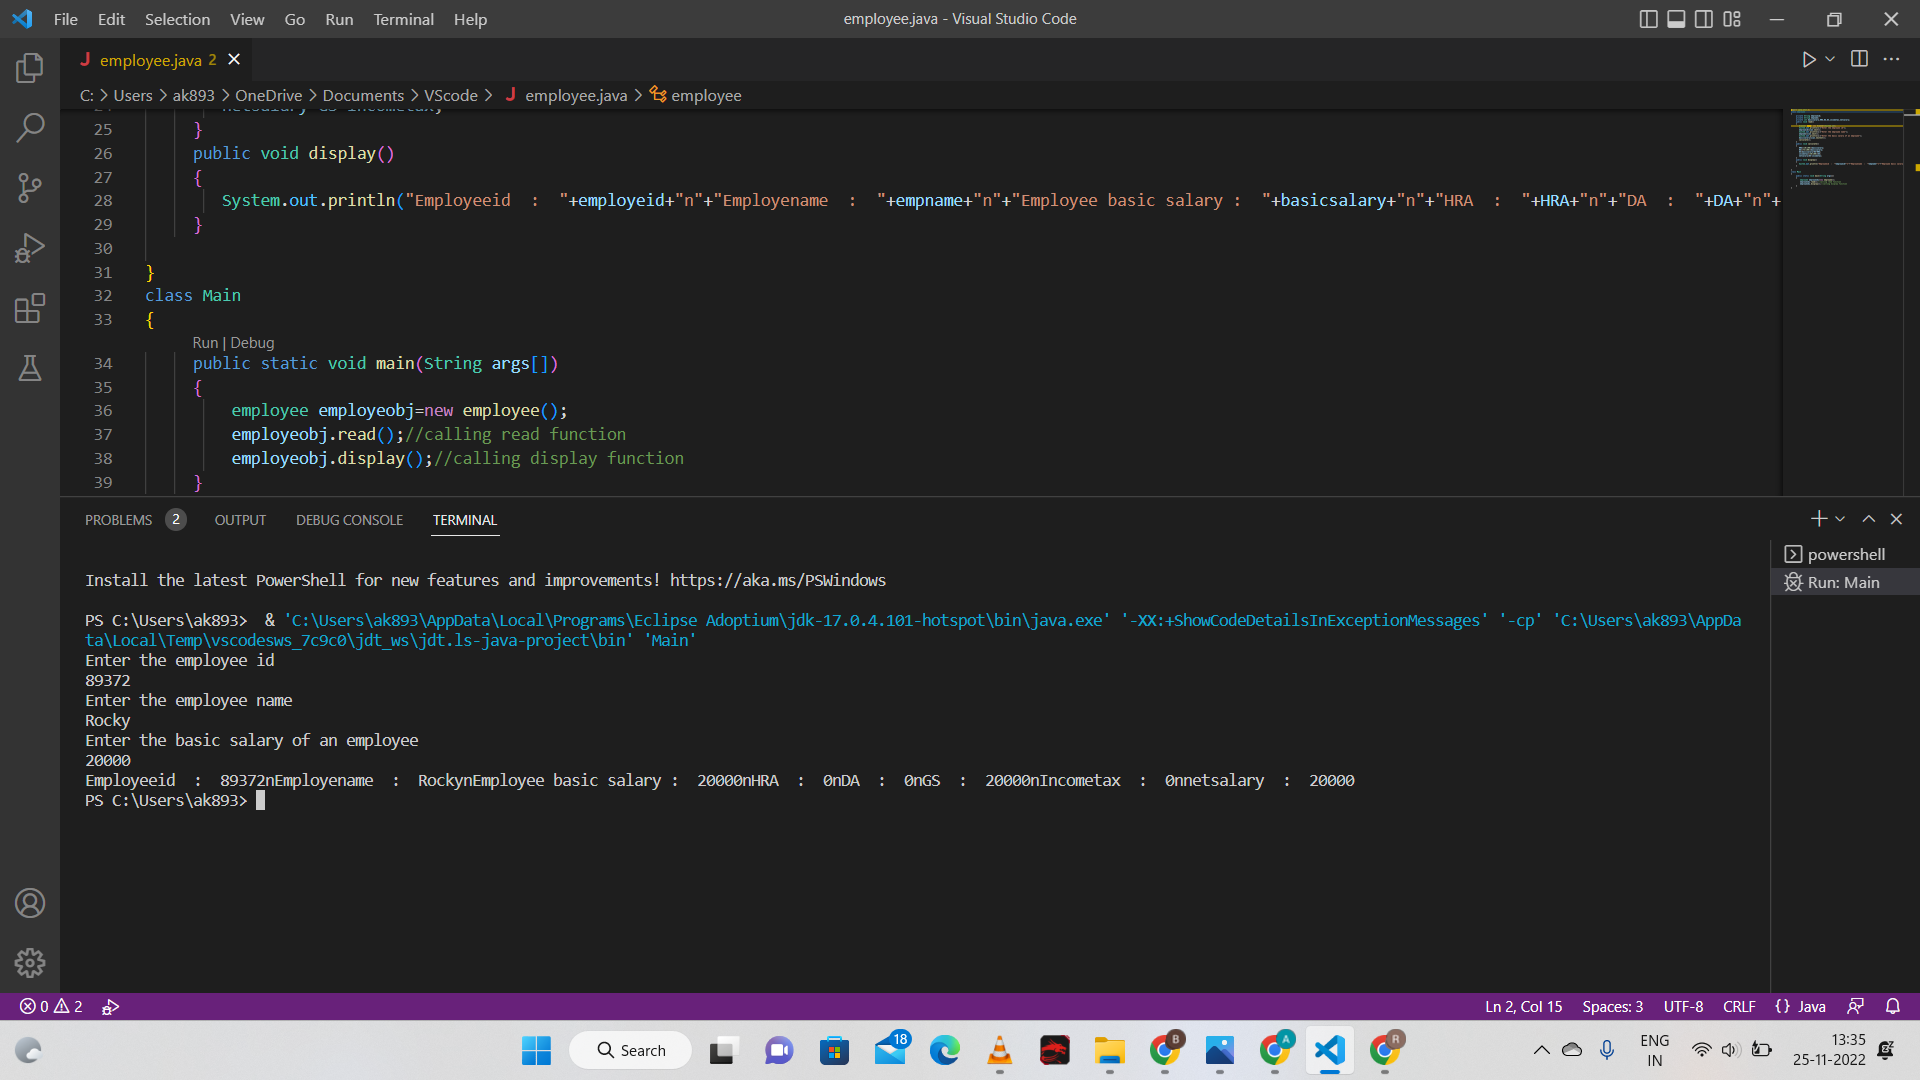 File Edit Selection View Go Run Terminal Help employee.java - Visual Studio Code
J employee.java 2
C: > Users > ak893 > OneDrive > Documents > VScode > J employee.java > employee
25 }
26 public void display()
27 {
28 System.out.println("Employeeid  :  "+employeid+"n"+"Employename  :  "+empname+"n"+"Employee basic salary :  "+basicsalary+"n"+"HRA  :  "+HRA+"n"+"DA  :  "+DA+"n"+
29 }
30
31 }
32 class Main
33 {
Run | Debug
34 public static void main(String args[])
35 {
36 employee employeobj=new employee();
37 employeobj.read();//calling read function
38 employeobj.display();//calling display function
39 }
PROBLEMS 2 OUTPUT DEBUG CONSOLE TERMINAL
powershell
Run: Main
Install the latest PowerShell for new features and improvements! https://aka.ms/PSWindows
PS C:\Users\ak893>  & 'C:\Users\ak893\AppData\Local\Programs\Eclipse Adoptium\jdk-17.0.4.101-hotspot\bin\java.exe' '-XX:+ShowCodeDetailsInExceptionMessages' '-cp' 'C:\Users\ak893\AppDa
ta\Local\Temp\vscodesws_7c9c0\jdt_ws\jdt.ls-java-project\bin' 'Main'
Enter the employee id
89372
Enter the employee name
Rocky
Enter the basic salary of an employee
20000
Employeeid  :  89372nEmployename  :  RockynEmployee basic salary :  20000nHRA  :  0nDA  :  0nGS  :  20000nIncometax  :  0nnetsalary  :  20000
PS C:\Users\ak893>
0 2 Ln 2, Col 15 Spaces: 3 UTF-8 CRLF {} Java
Search 18 B A R ENG 13:35
IN 25-11-2022